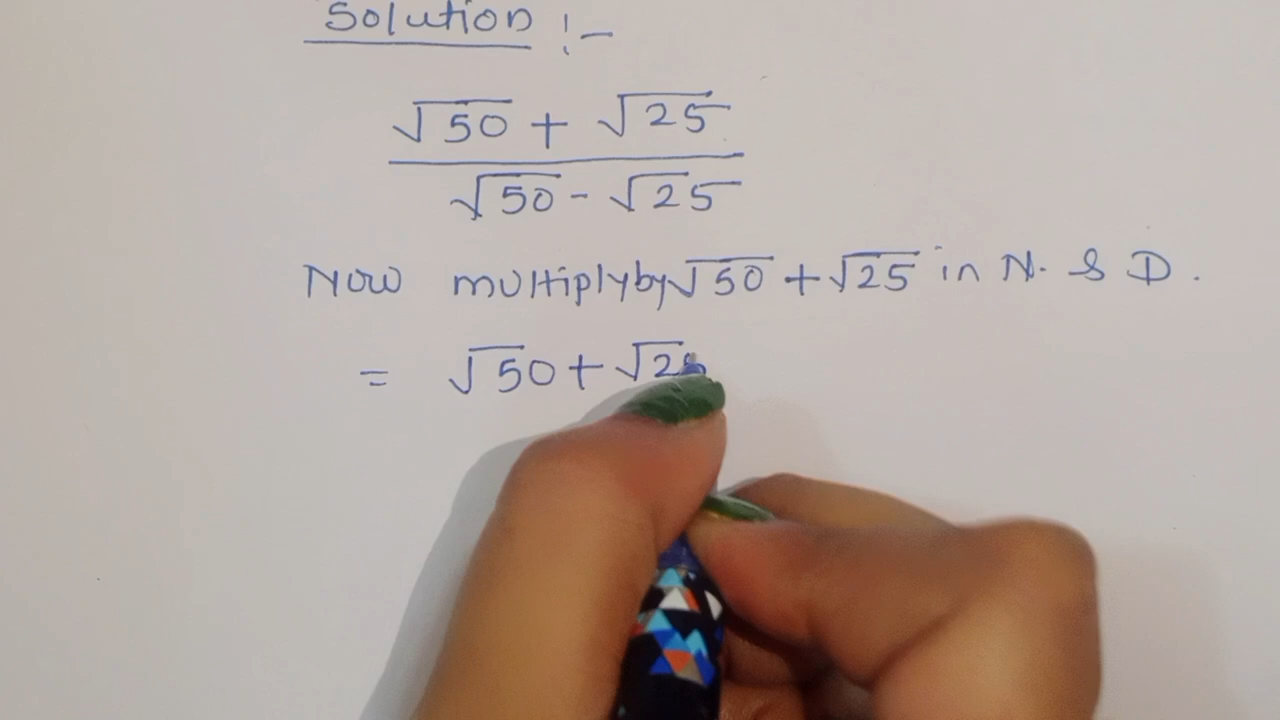 Solution :-
√50 + √25
√50 - √25
Now multiply by √50 + √25 in N. & D.
= √50 + √2